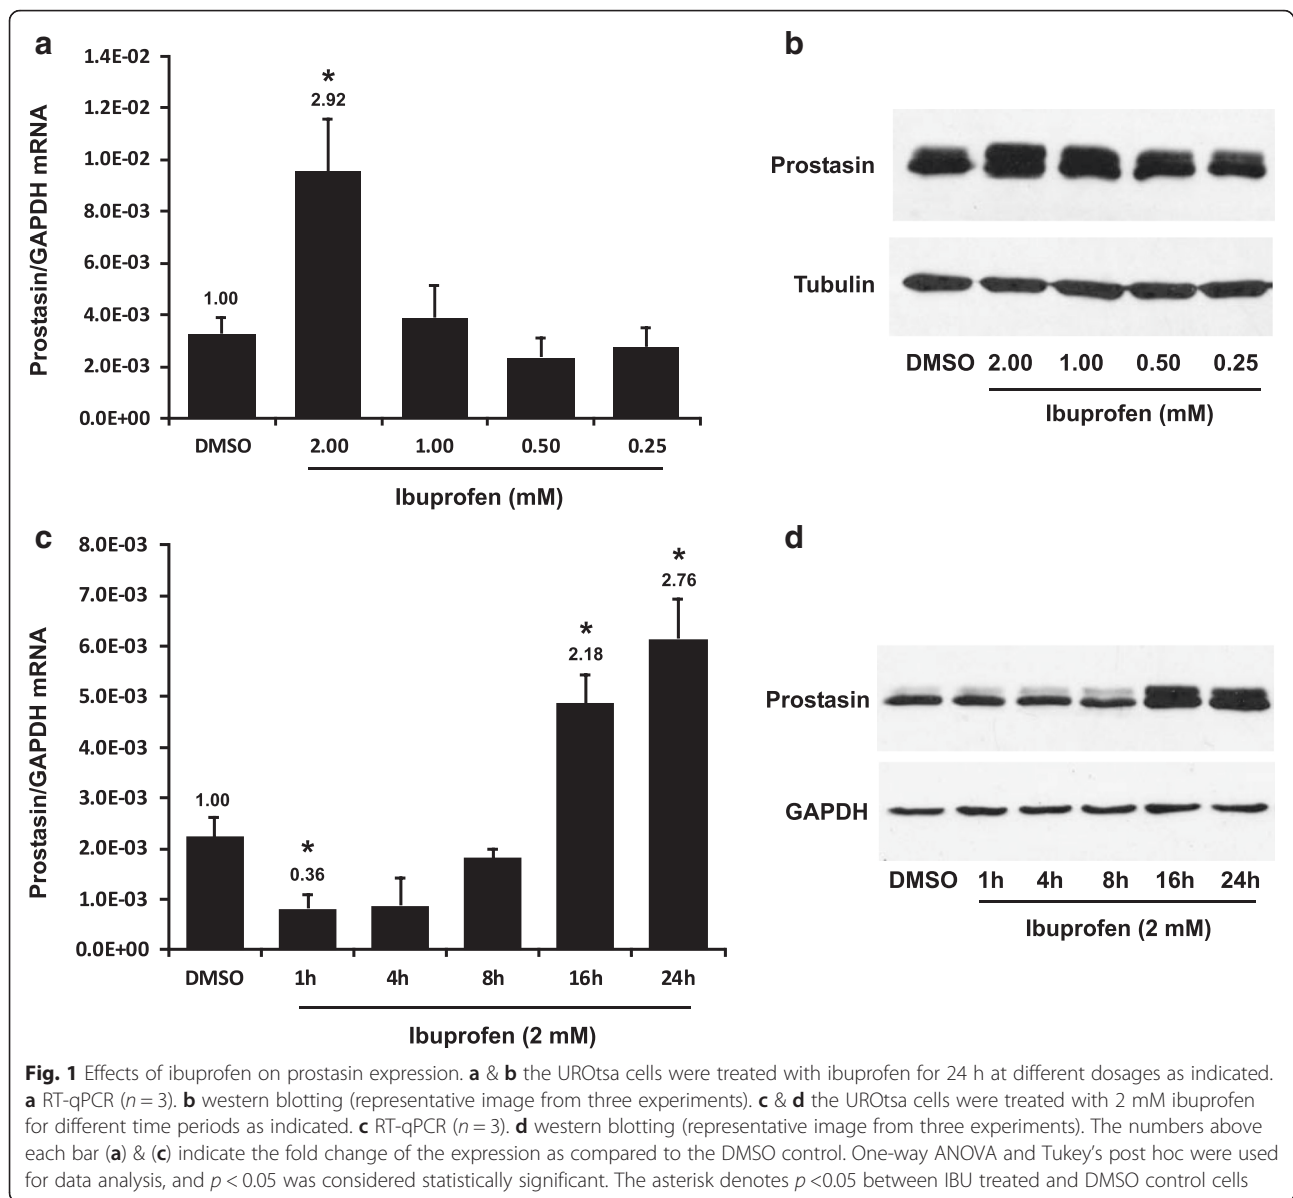 a
1.4E-02
1.2E-02
1.0E-02
8.0E-03
6.0E-03
4.0E-03
2.0E-03
0.0E+00
Prostasin/GAPDH mRNA
1.00
*
2.92
DMSO 2.00 1.00 0.50 0.25
Ibuprofen (mM)
b
Prostasin
Tubulin
DMSO 2.00 1.00 0.50 0.25
Ibuprofen (mM)
c
8.0E-03
7.0E-03
6.0E-03
5.0E-03
4.0E-03
3.0E-03
2.0E-03
1.0E-03
0.0E+00
Prostasin/GAPDH mRNA
1.00
*
0.36
*
2.18
*
2.76
DMSO 1h 4h 8h 16h 24h
Ibuprofen (2 mM)
d
Prostasin
GAPDH
DMSO 1h 4h 8h 16h 24h
Ibuprofen (2 mM)
Fig. 1 Effects of ibuprofen on prostasin expression. a & b the UROtsa cells were treated with ibuprofen for 24 h at different dosages as indicated.
a RT-qPCR (n = 3). b western blotting (representative image from three experiments). c & d the UROtsa cells were treated with 2 mM ibuprofen
for different time periods as indicated. c RT-qPCR (n = 3). d western blotting (representative image from three experiments). The numbers above
each bar (a) & (c) indicate the fold change of the expression as compared to the DMSO control. One-way ANOVA and Tukey's post hoc were used
for data analysis, and p < 0.05 was considered statistically significant. The asterisk denotes p <0.05 between IBU treated and DMSO control cells